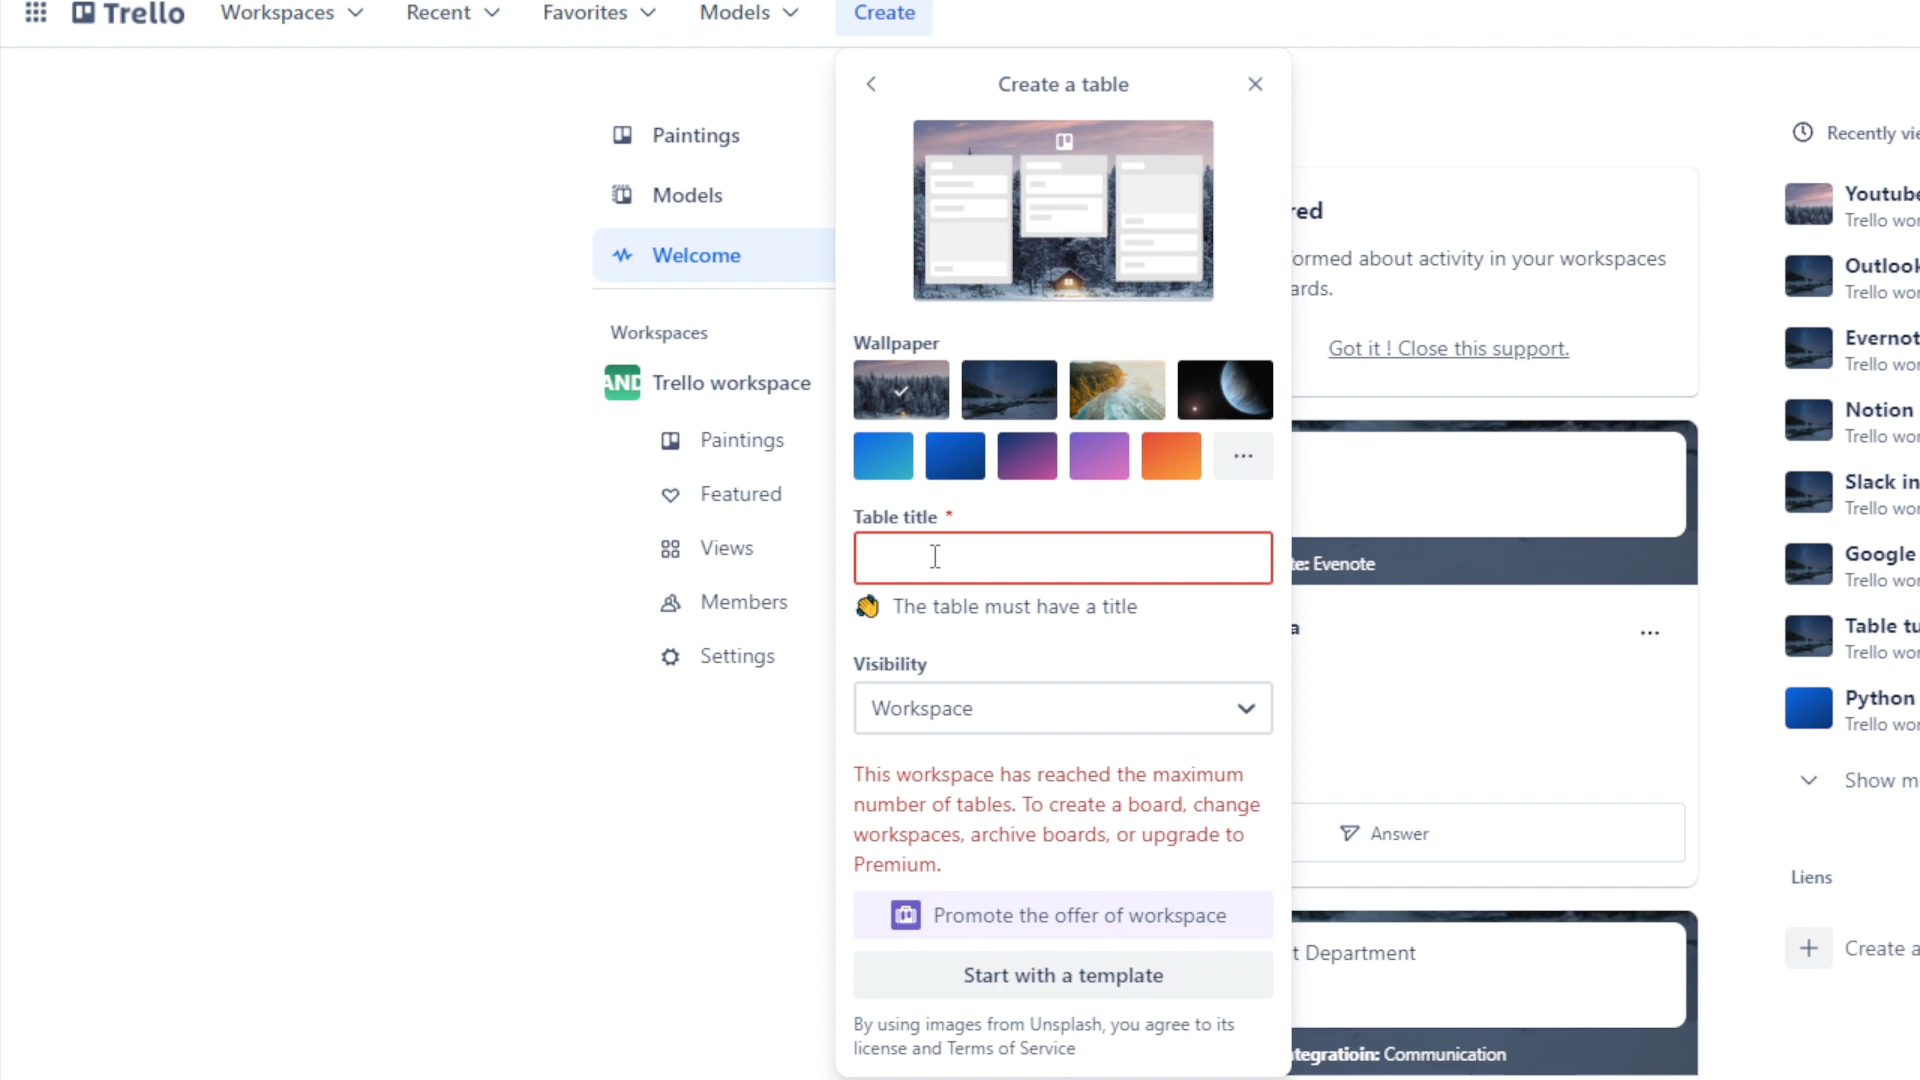 Trello
Workspaces
Recent
Favorites
Models
Create
Paintings
Models
Welcome
Workspaces
AND
Trello workspace
Paintings
Featured
Views
Members
Settings
Create a table
Wallpaper
Table title *
The table must have a title
Visibility
Workspace
This workspace has reached the maximum
number of tables. To create a board, change
workspaces, archive boards, or upgrade to
Premium.
Promote the offer of workspace
Start with a template
By using images from Unsplash, you agree to its
license and Terms of Service
red
ormed about activity in your workspaces
ards.
Got it ! Close this support.
te: Evenote
a
Answer
t Department
ntegratioin: Communication
Recently vie
Youtube
Trello wor
Outlook
Trello wor
Evernot
Trello wor
Notion
Trello wor
Slack in
Trello wor
Google
Trello wor
Table tu
Trello wor
Python
Trello wor
Show mo
Liens
Create a